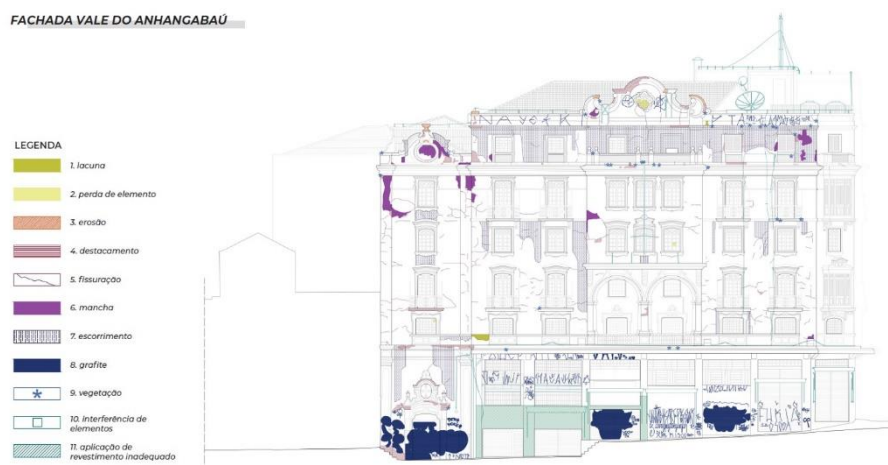 FACHADA VALE DO ANHANGABAÚ
LEGENDA
1. lacuna
2. perda de elemento
3. erosão
4. destacamento
5. fissuração
6. mancha
7. escorrimento
8. grafite
9. vegetação
10. interferência de
elementos
11. aplicação de
revestimento inadequado